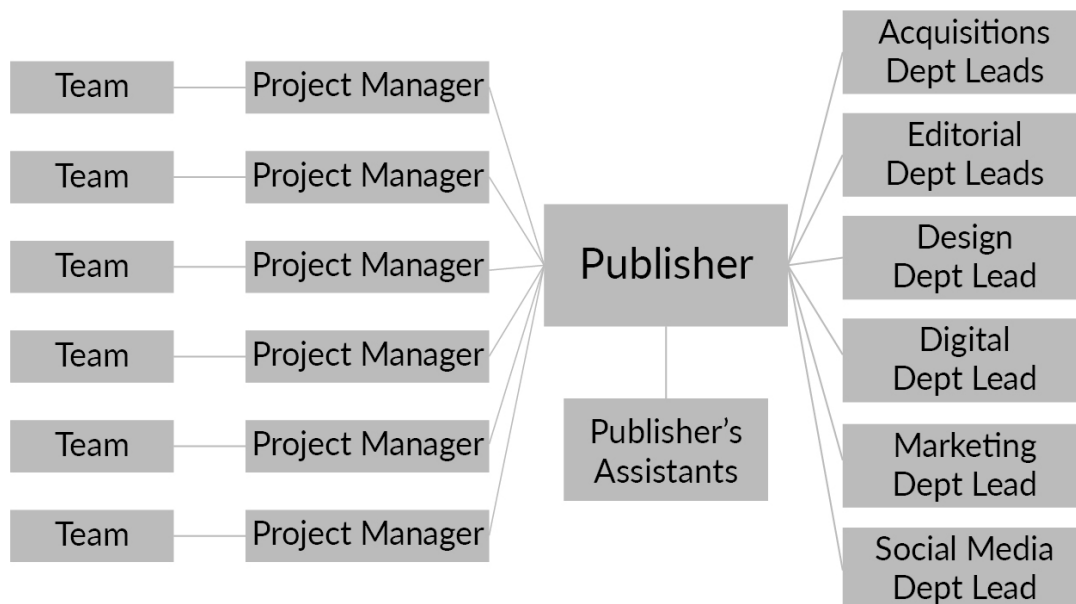 Team
Project Manager
Team
Project Manager
Team
Project Manager
Team
Project Manager
Team
Project Manager
Team
Project Manager
Publisher
Publisher’s
Assistants
Acquisitions
Dept Leads
Editorial
Dept Leads
Design
Dept Lead
Digital
Dept Lead
Marketing
Dept Lead
Social Media
Dept Lead